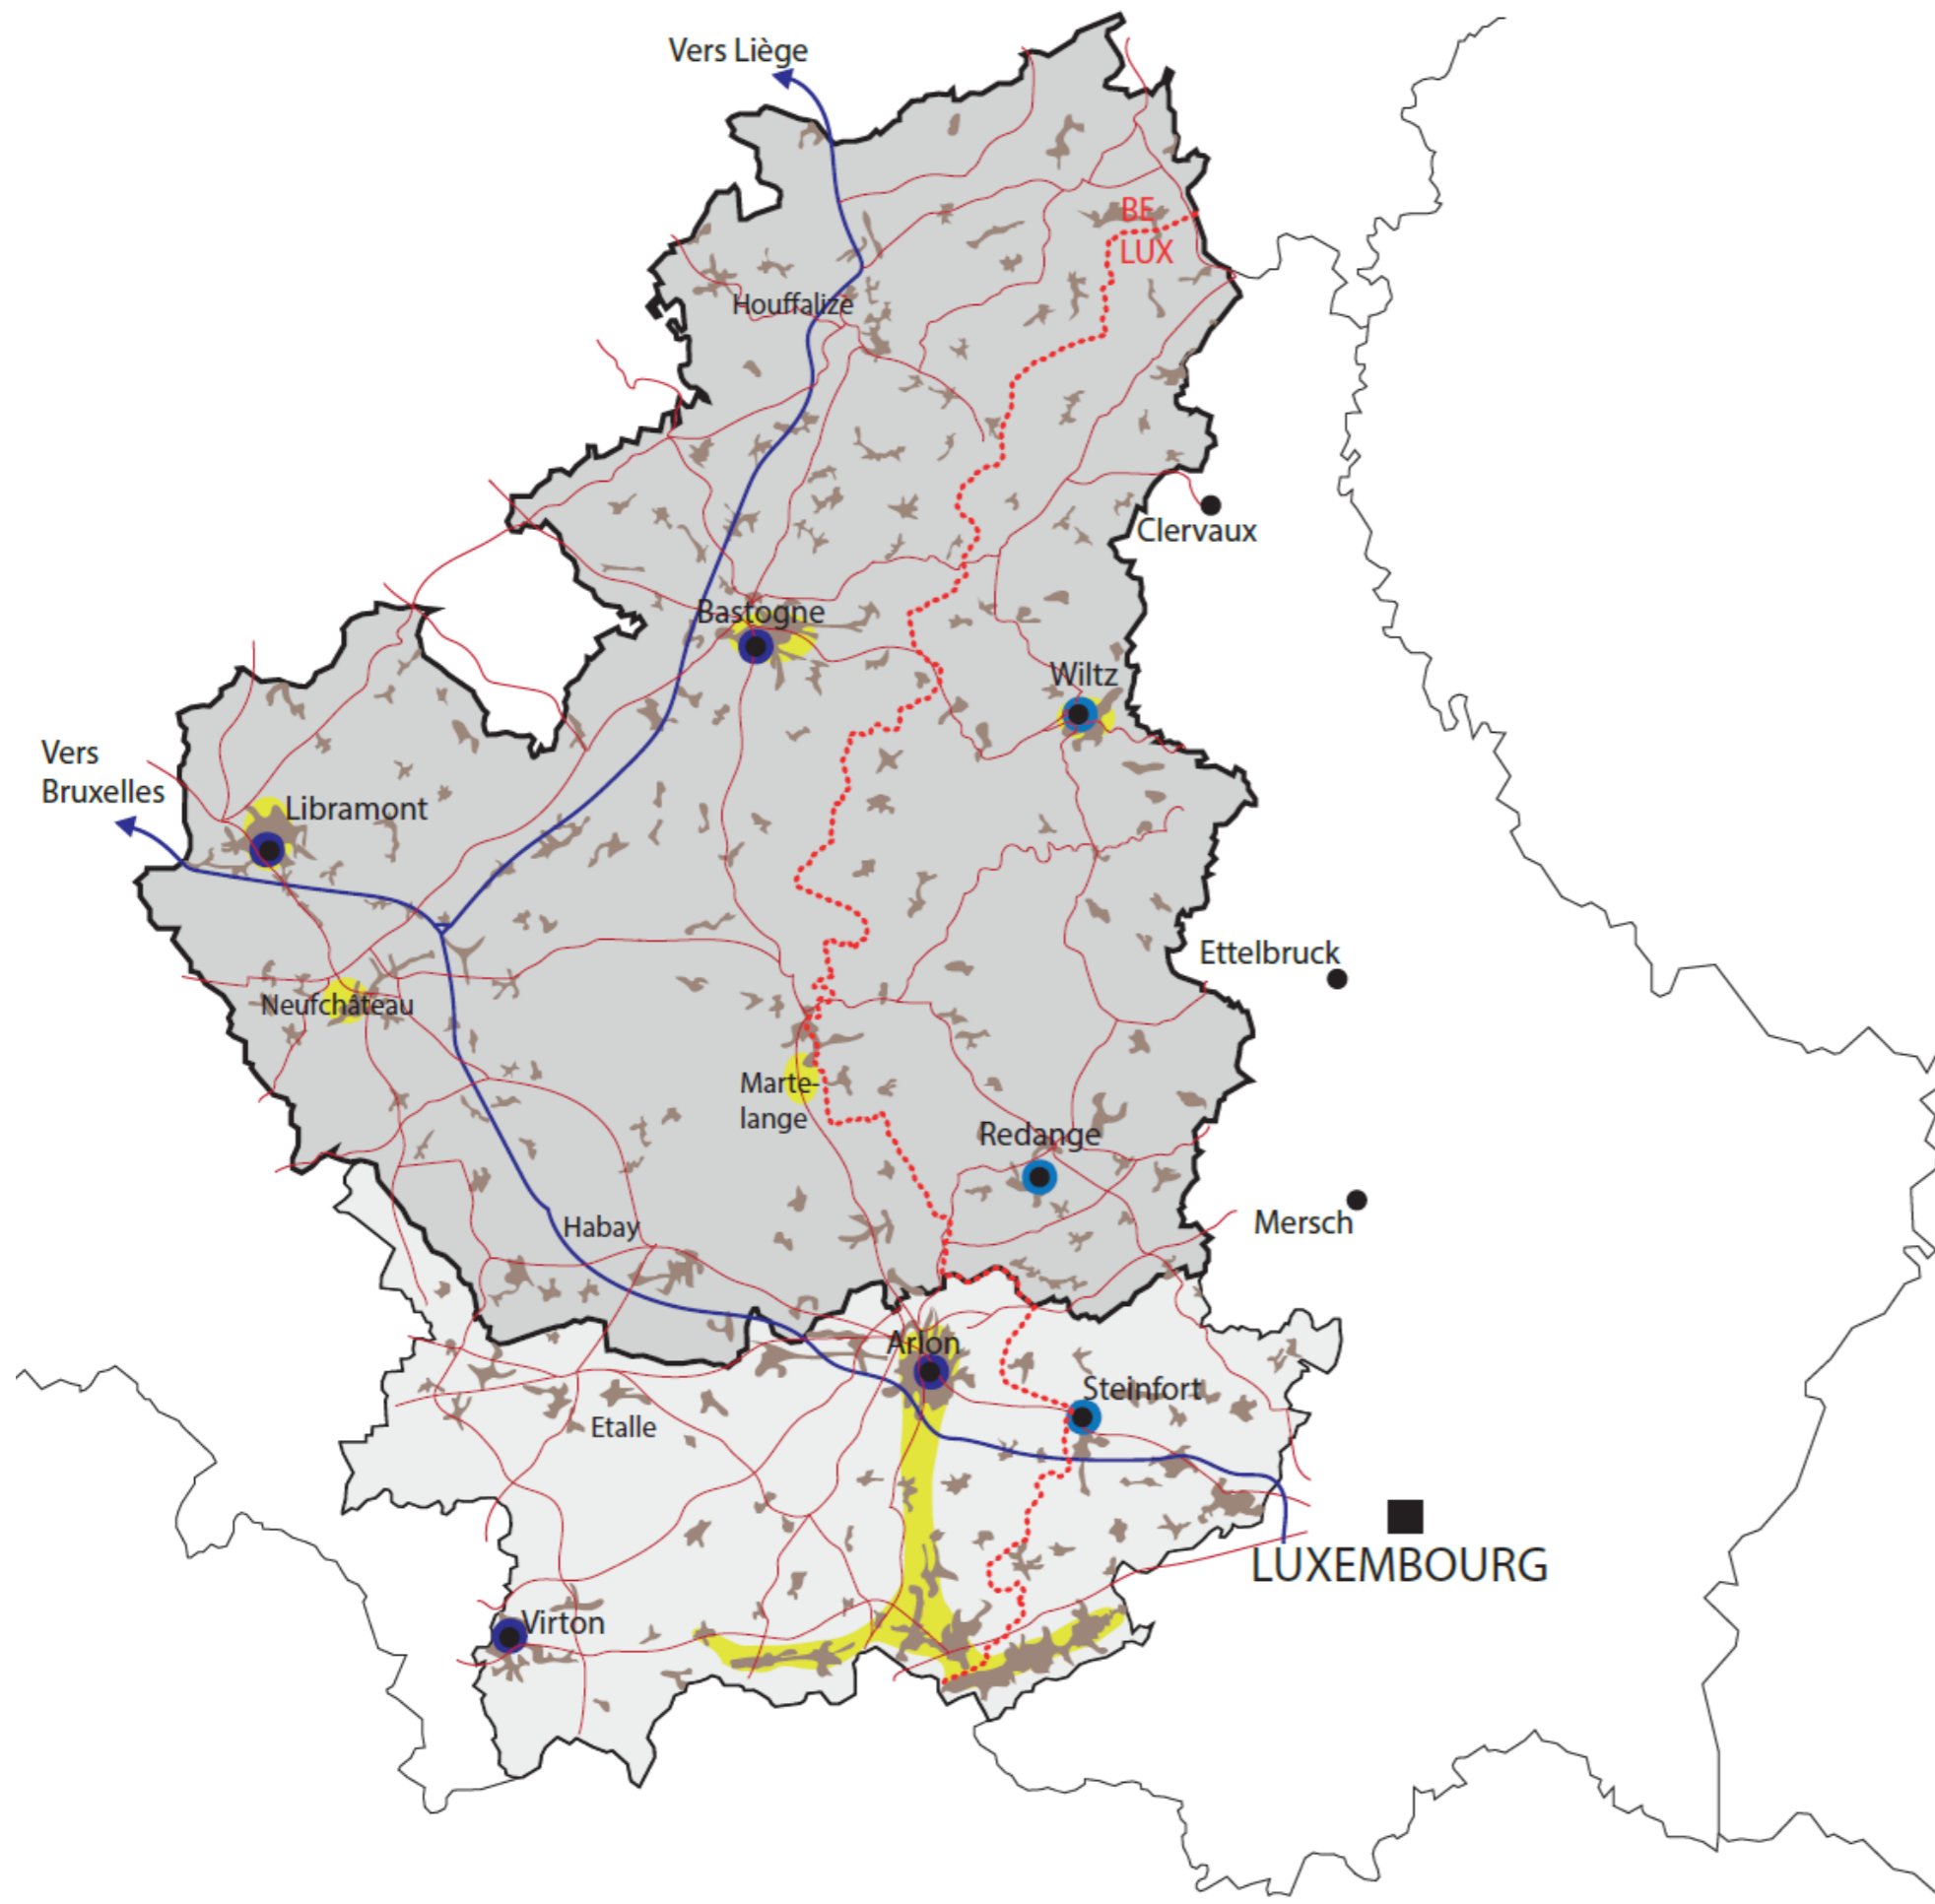 Vers Liège
BE
LUX
Houffalize
Clervaux
Bastogne
Wiltz
Vers
Bruxelles
Libramont
Ettelbruck
Neufchâteau
Marte-
lange
Redange
Mersch
Habay
Arlon
Steinfort
Etalle
LUXEMBOURG
Virton